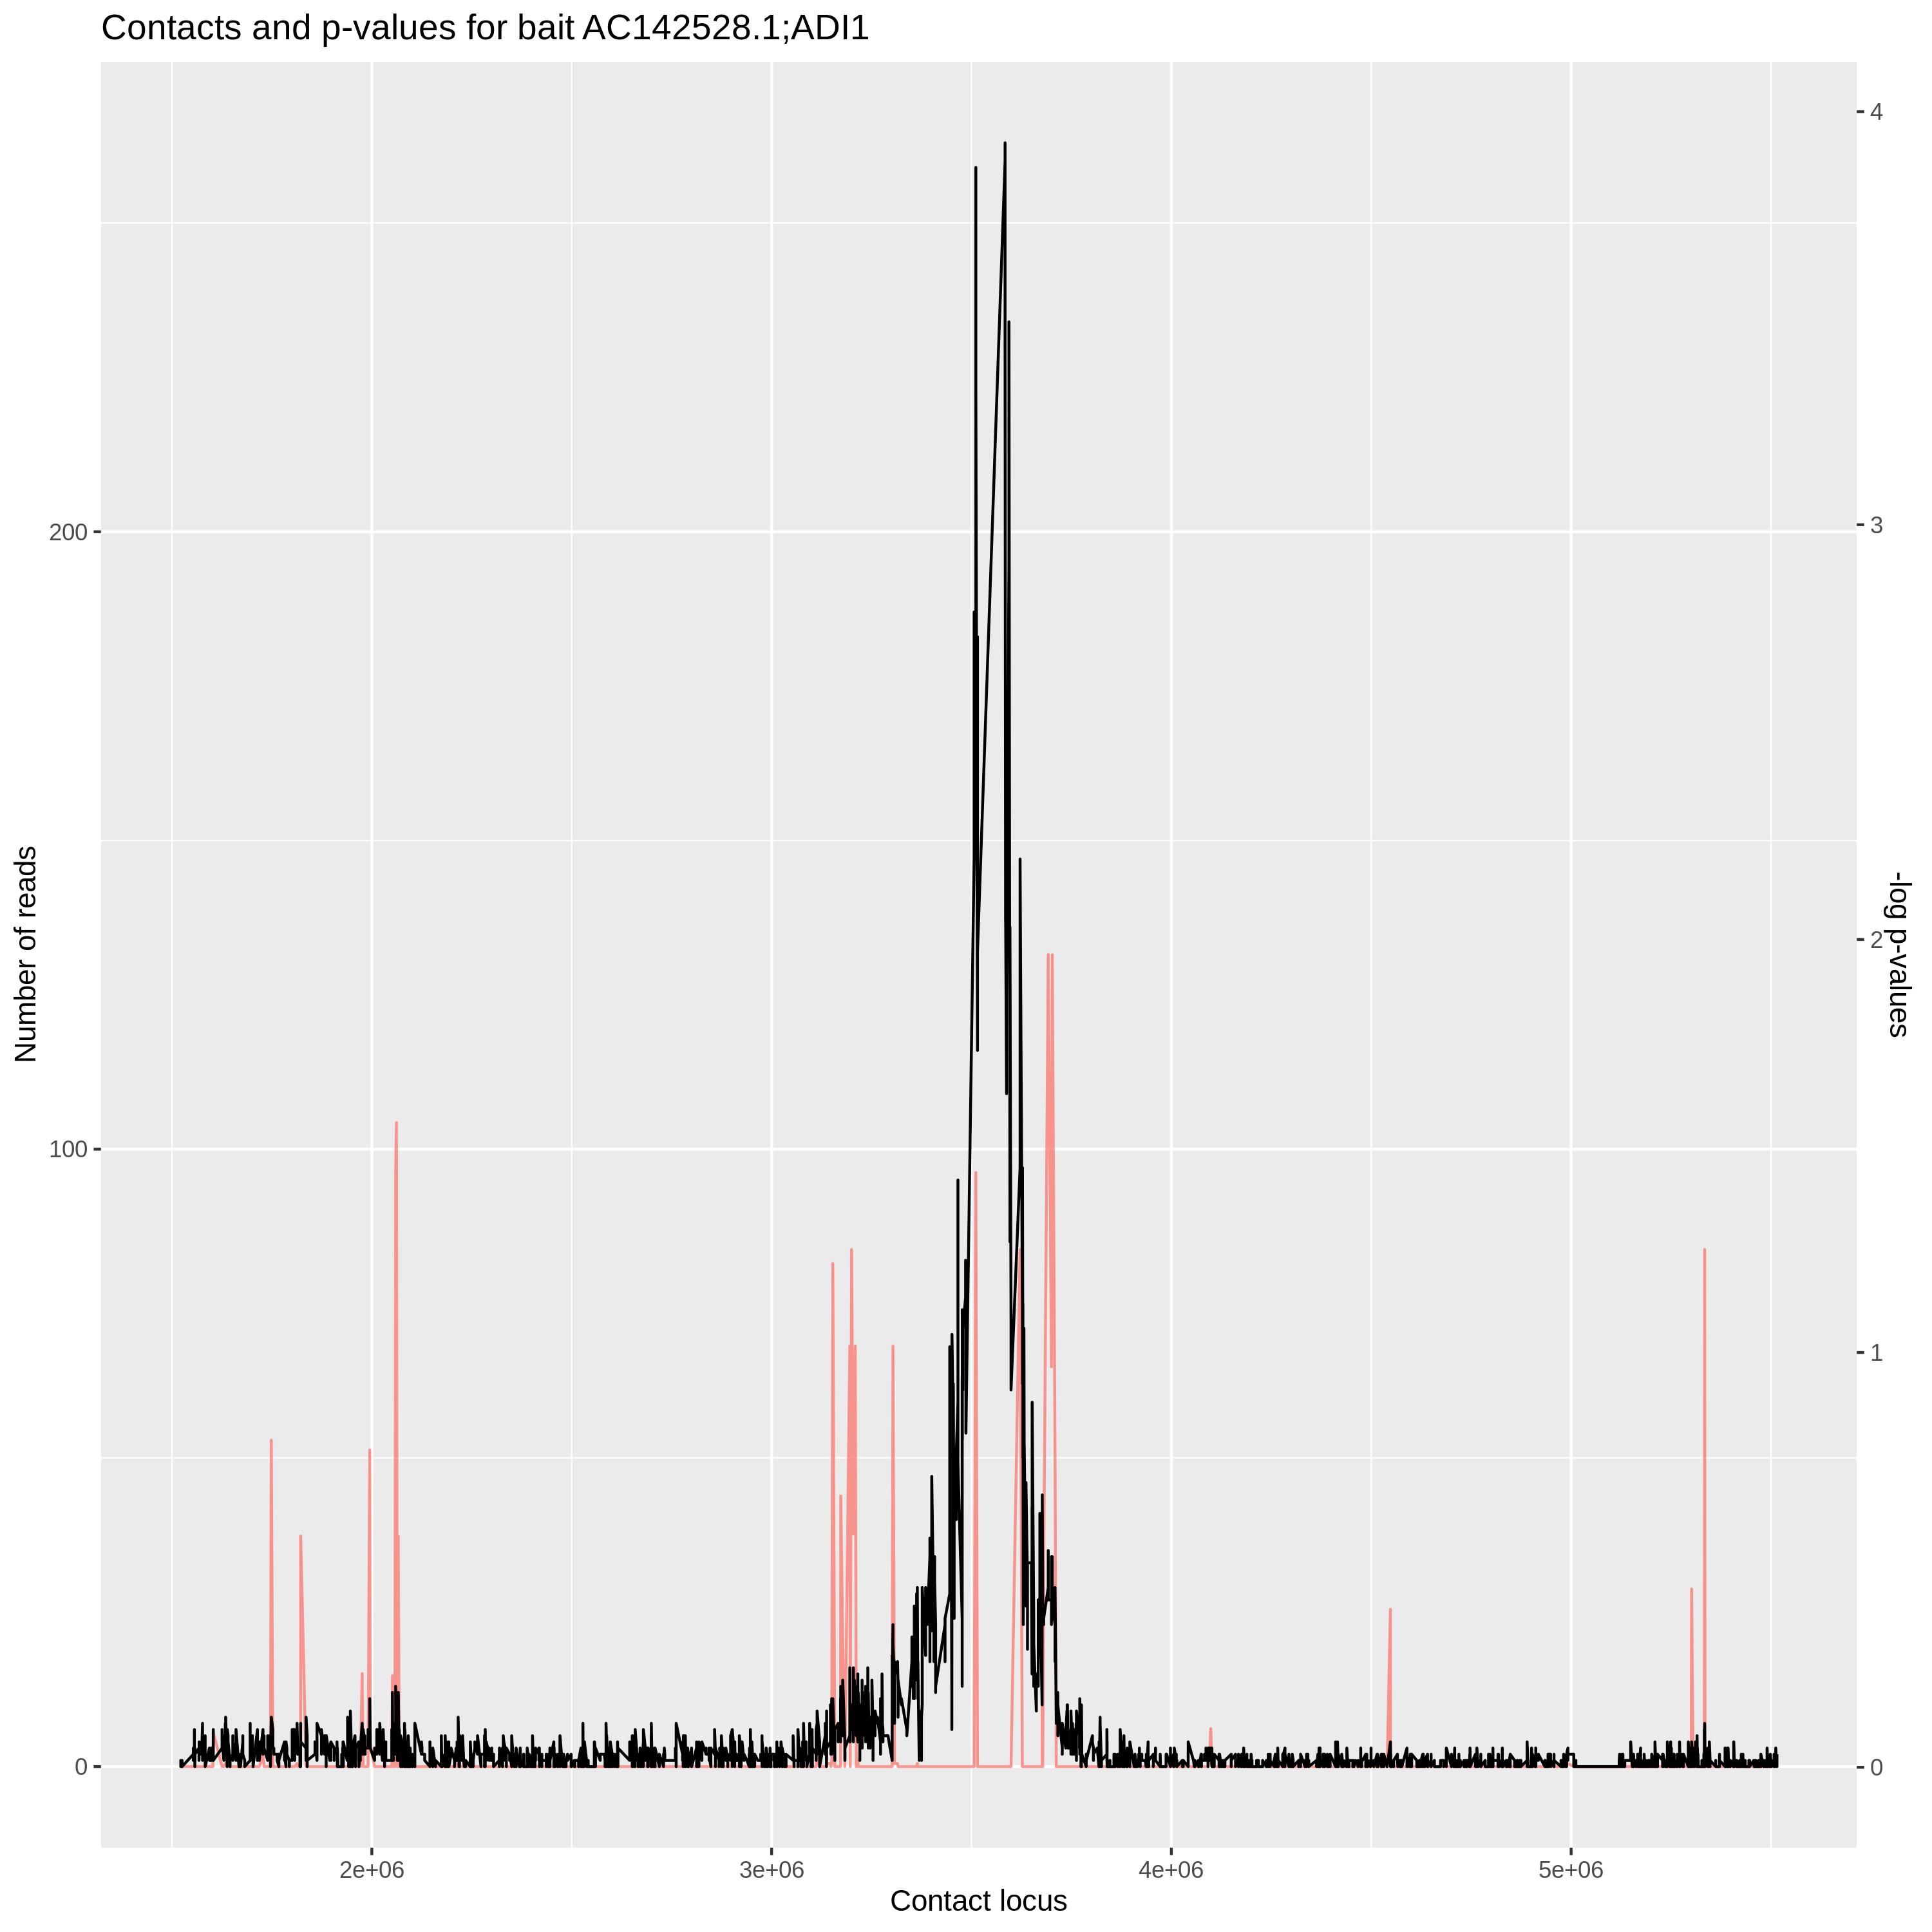 Contacts and p-values for bait AC142528.1;ADI1
Number of reads
200
100
0
4
3
2
1
0
-log p-values
2e+06
3e+06
4e+06
5e+06
Contact locus